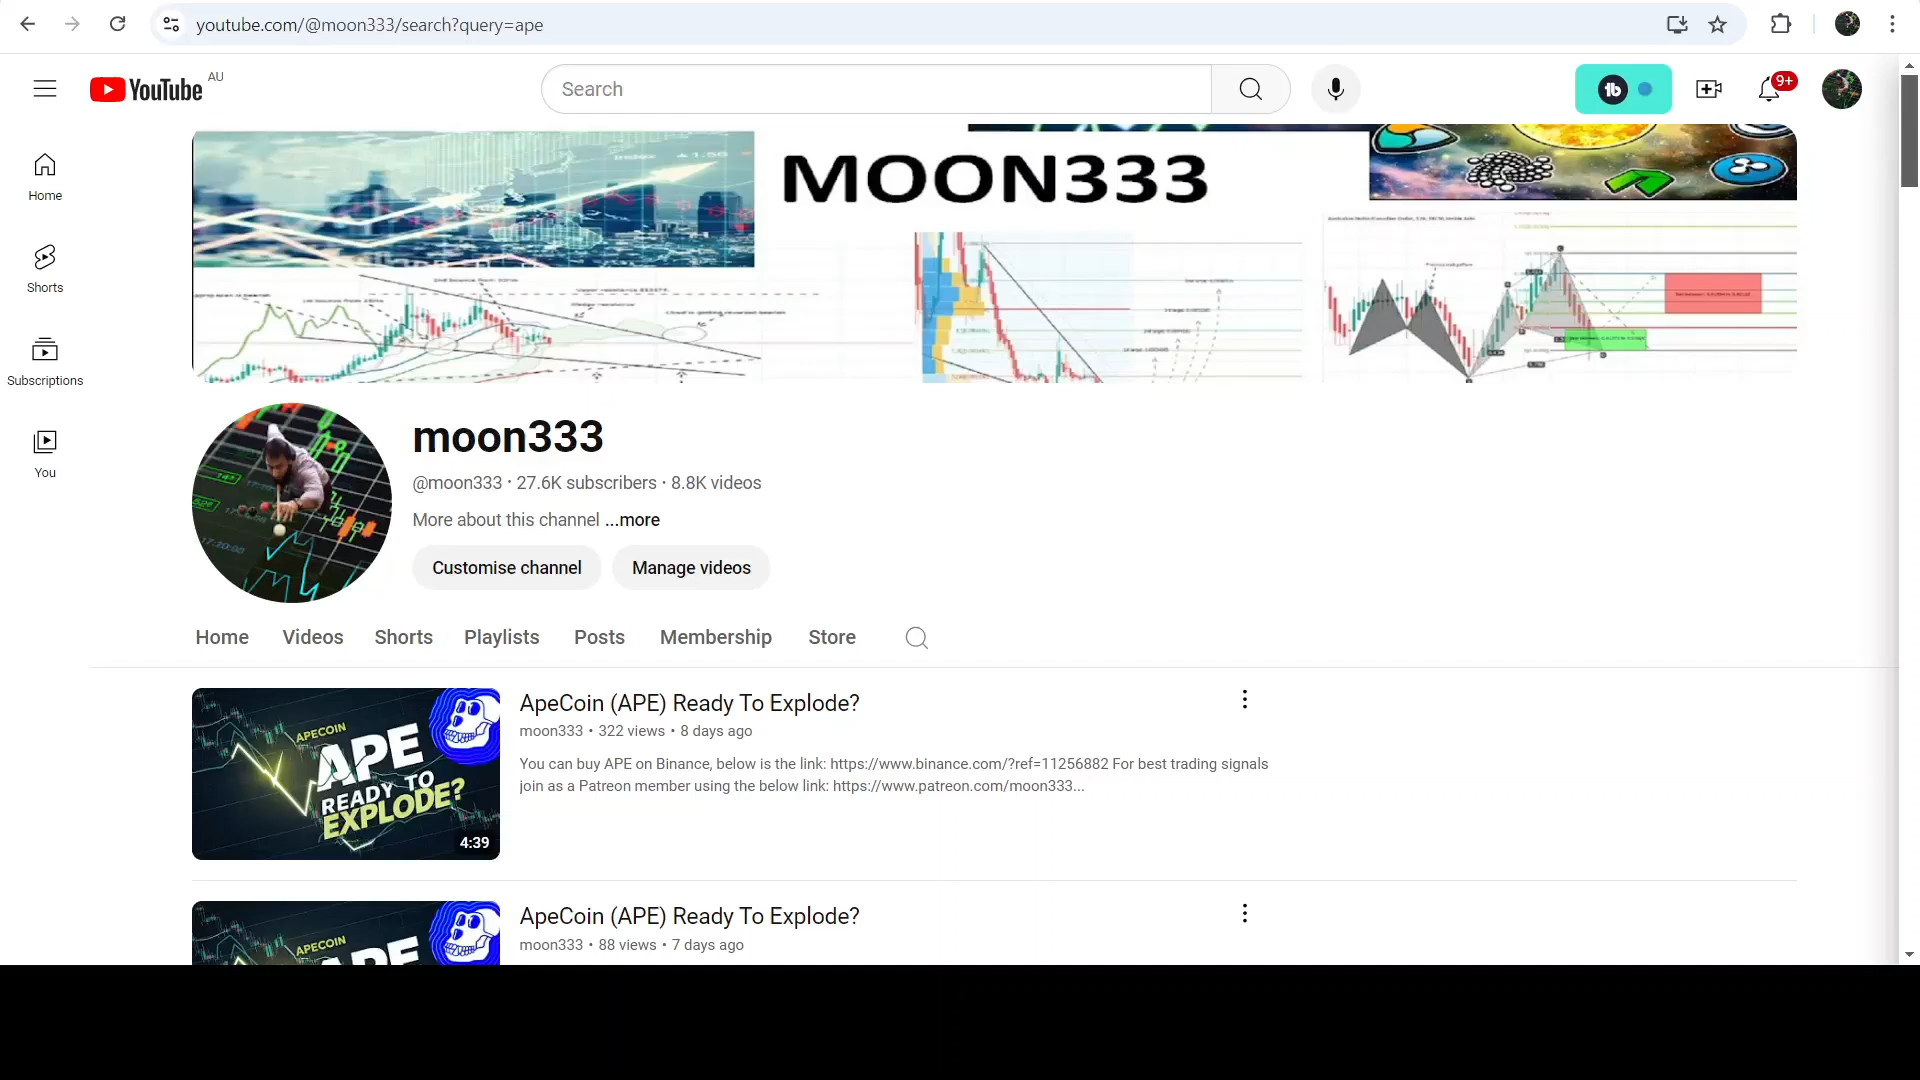 youtube.com/@moon333/search?query=ape
YouTube AU
Search
9+
Home
Shorts
Subscriptions
You
MOON333
moon333
@moon333 • 27.6K subscribers • 8.8K videos
More about this channel ...more
Customise channel
Manage videos
Home
Videos
Shorts
Playlists
Posts
Membership
Store
APECOIN
APE
READY TO
EXPLODE?
4:39
ApeCoin (APE) Ready To Explode?
moon333 • 322 views • 8 days ago
You can buy APE on Binance, below is the link: https://www.binance.com/?ref=11256882 For best trading signals
join as a Patreon member using the below link: https://www.patreon.com/moon333...
APECOIN
APE
ApeCoin (APE) Ready To Explode?
moon333 • 88 views • 7 days ago